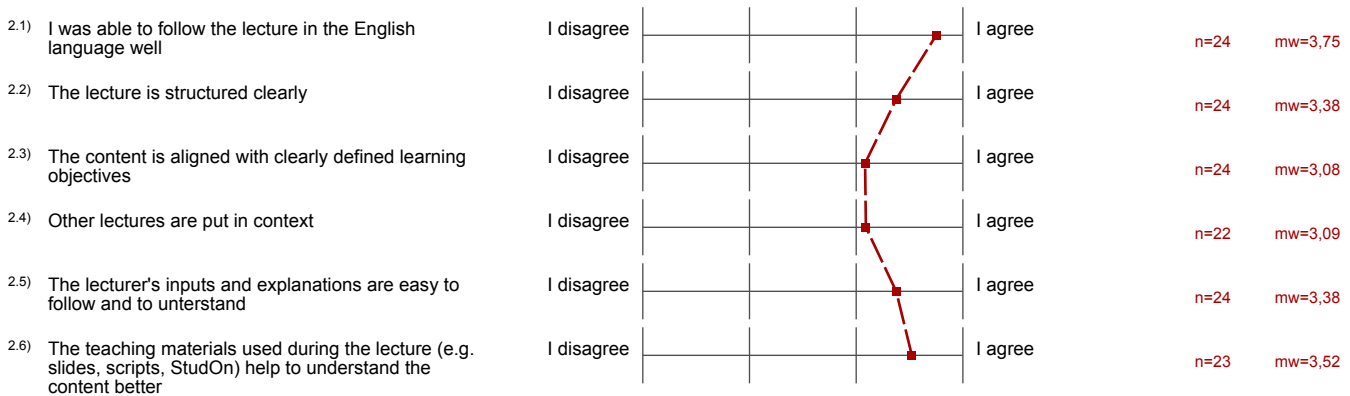 2.1) I was able to follow the lecture in the English language well I disagree I agree n=24 mw=3,75
2.2) The lecture is structured clearly I disagree I agree n=24 mw=3,38
2.3) The content is aligned with clearly defined learning objectives I disagree I agree n=24 mw=3,08
2.4) Other lectures are put in context I disagree I agree n=22 mw=3,09
2.5) The lecturer's inputs and explanations are easy to follow and to unterstand I disagree I agree n=24 mw=3,38
2.6) The teaching materials used during the lecture (e.g. slides, scripts, StudOn) help to understand the content better I disagree I agree n=23 mw=3,52